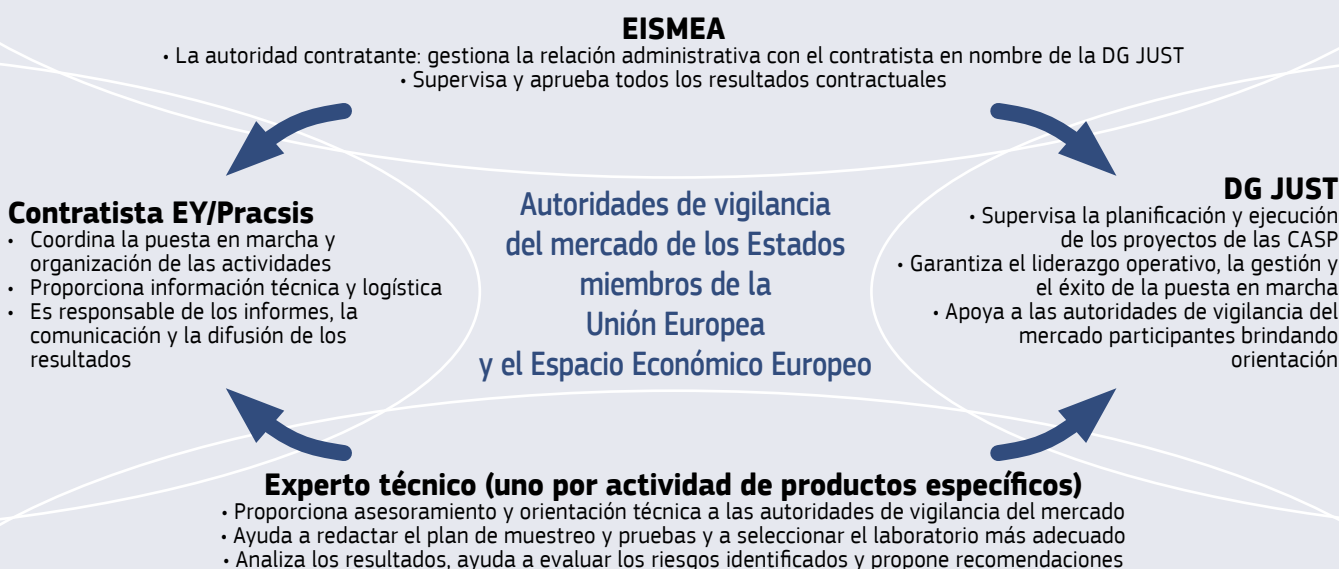 EISMEA
• La autoridad contratante: gestiona la relación administrativa con el contratista en nombre de la DG JUST
• Supervisa y aprueba todos los resultados contractuales
Contratista EY/Pracsis
• Coordina la puesta en marcha y
organización de las actividades
• Proporciona información técnica y logística
• Es responsable de los informes, la
comunicación y la difusión de los
resultados
Autoridades de vigilancia
del mercado de los Estados
miembros de la
Unión Europea
y el Espacio Económico Europeo
DG JUST
• Supervisa la planificación y ejecución
de los proyectos de las CASP
• Garantiza el liderazgo operativo, la gestión y
el éxito de la puesta en marcha
• Apoya a las autoridades de vigilancia del
mercado participantes brindando
orientación
Experto técnico (uno por actividad de productos específicos)
• Proporciona asesoramiento y orientación técnica a las autoridades de vigilancia del mercado
• Ayuda a redactar el plan de muestreo y pruebas y a seleccionar el laboratorio más adecuado
• Analiza los resultados, ayuda a evaluar los riesgos identificados y propone recomendaciones